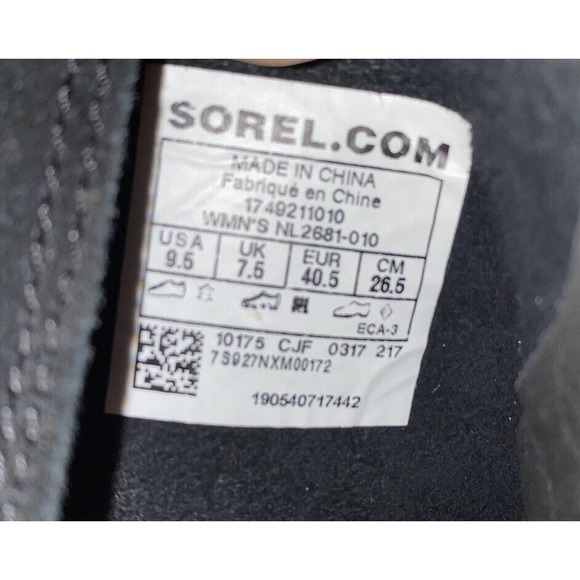 SOREL.COM
MADE IN CHINA
Fabriqué en Chine
1749211010
WMN'S NL2681-010
USA UK EUR CM
9.5 7.5 40.5 26.5
ECA-3
10175 CJF 0317 217
7S927NXM00172
190540717442